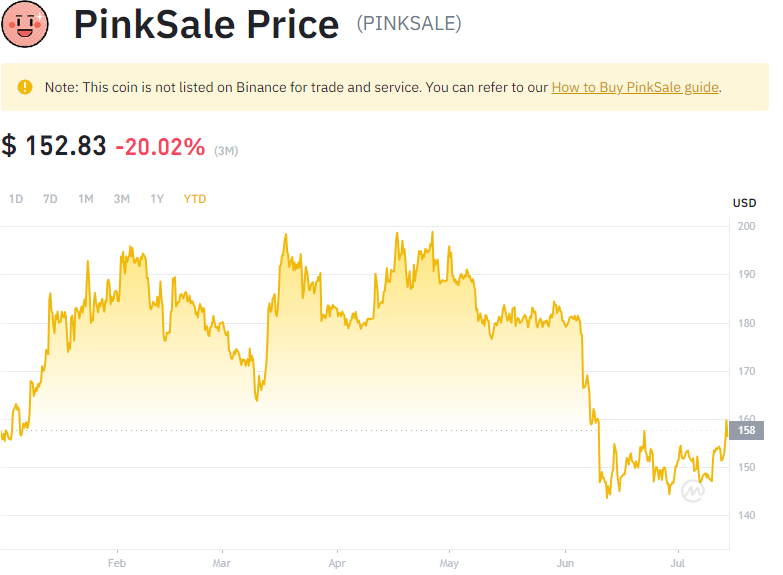 PinkSale Price (PINKSALE)
Note: This coin is not listed on Binance for trade and service. You can refer to our How to Buy PinkSale guide.
$ 152.83 -20.02% (3M)
1D 7D 1M 3M 1Y YTD
USD
200
190
180
170
160
158
150
140
Feb Mar Apr May Jun Jul